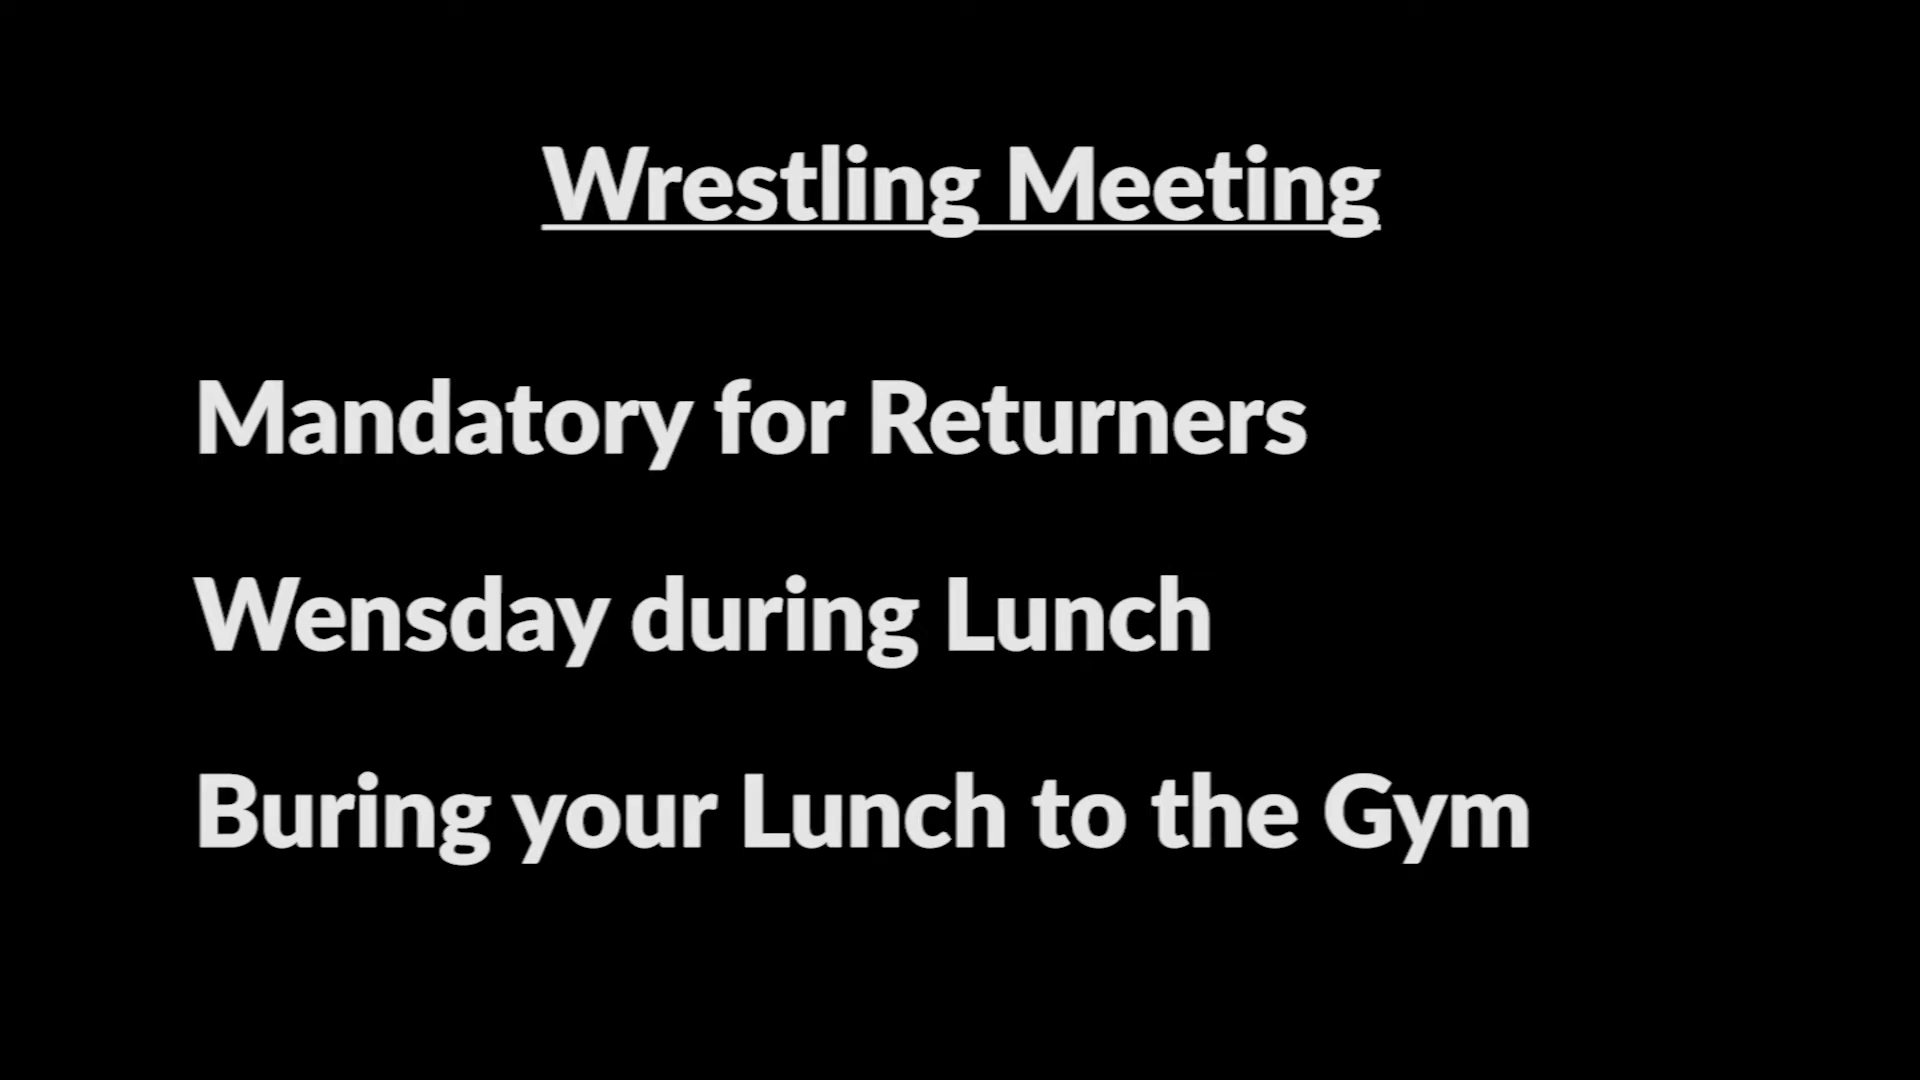 Wrestling Meeting
Mandatory for Returners
Wensday during Lunch
Buring your Lunch to the Gym